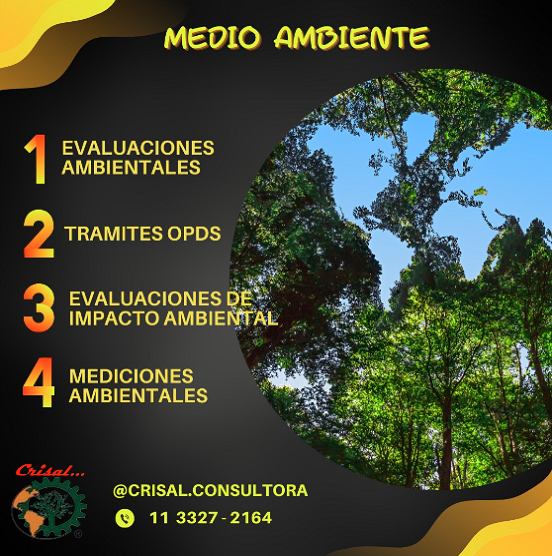 MEDIO AMBIENTE
1 EVALUACIONES
AMBIENTALES
2 TRAMITES OPDS
3 EVALUACIONES DE
IMPACTO AMBIENTAL
4 MEDICIONES
AMBIENTALES
Crisal...
®
@CRISAL.CONSULTORA
11 3327 - 2164